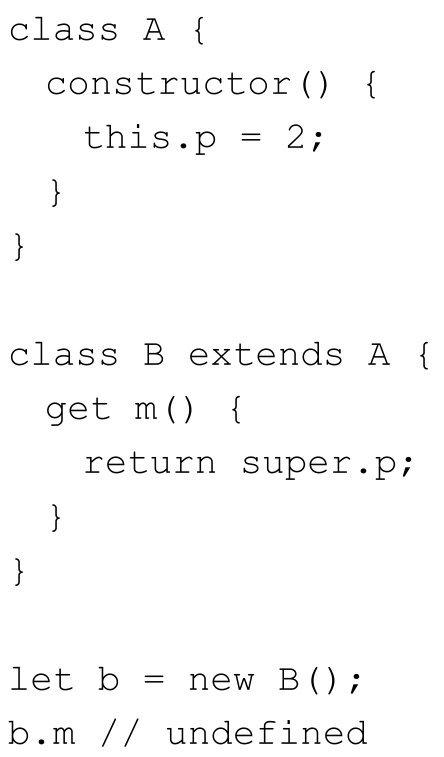 class A {
  constructor() {
    this.p = 2;
  }
}

class B extends A {
  get m() {
    return super.p;
  }
}

let b = new B();
b.m // undefined